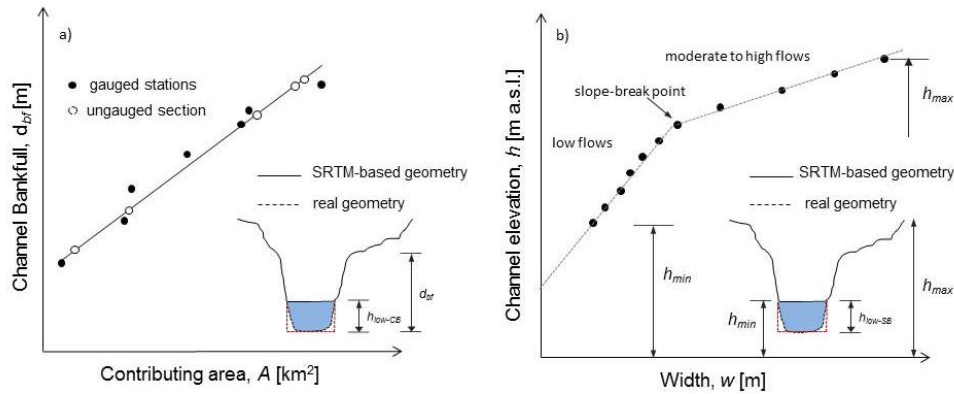 a)
Channel Bankfull, d_bf [m]
gauged stations
ungauged section
SRTM-based geometry
real geometry
d_bf
h_low-CB
Contributing area, A [km²]
b)
Channel elevation, h [m a.s.l.]
moderate to high flows
slope-break point
h_max
low flows
SRTM-based geometry
real geometry
h_min
h_max
h_min
h_low-SB
Width, w [m]